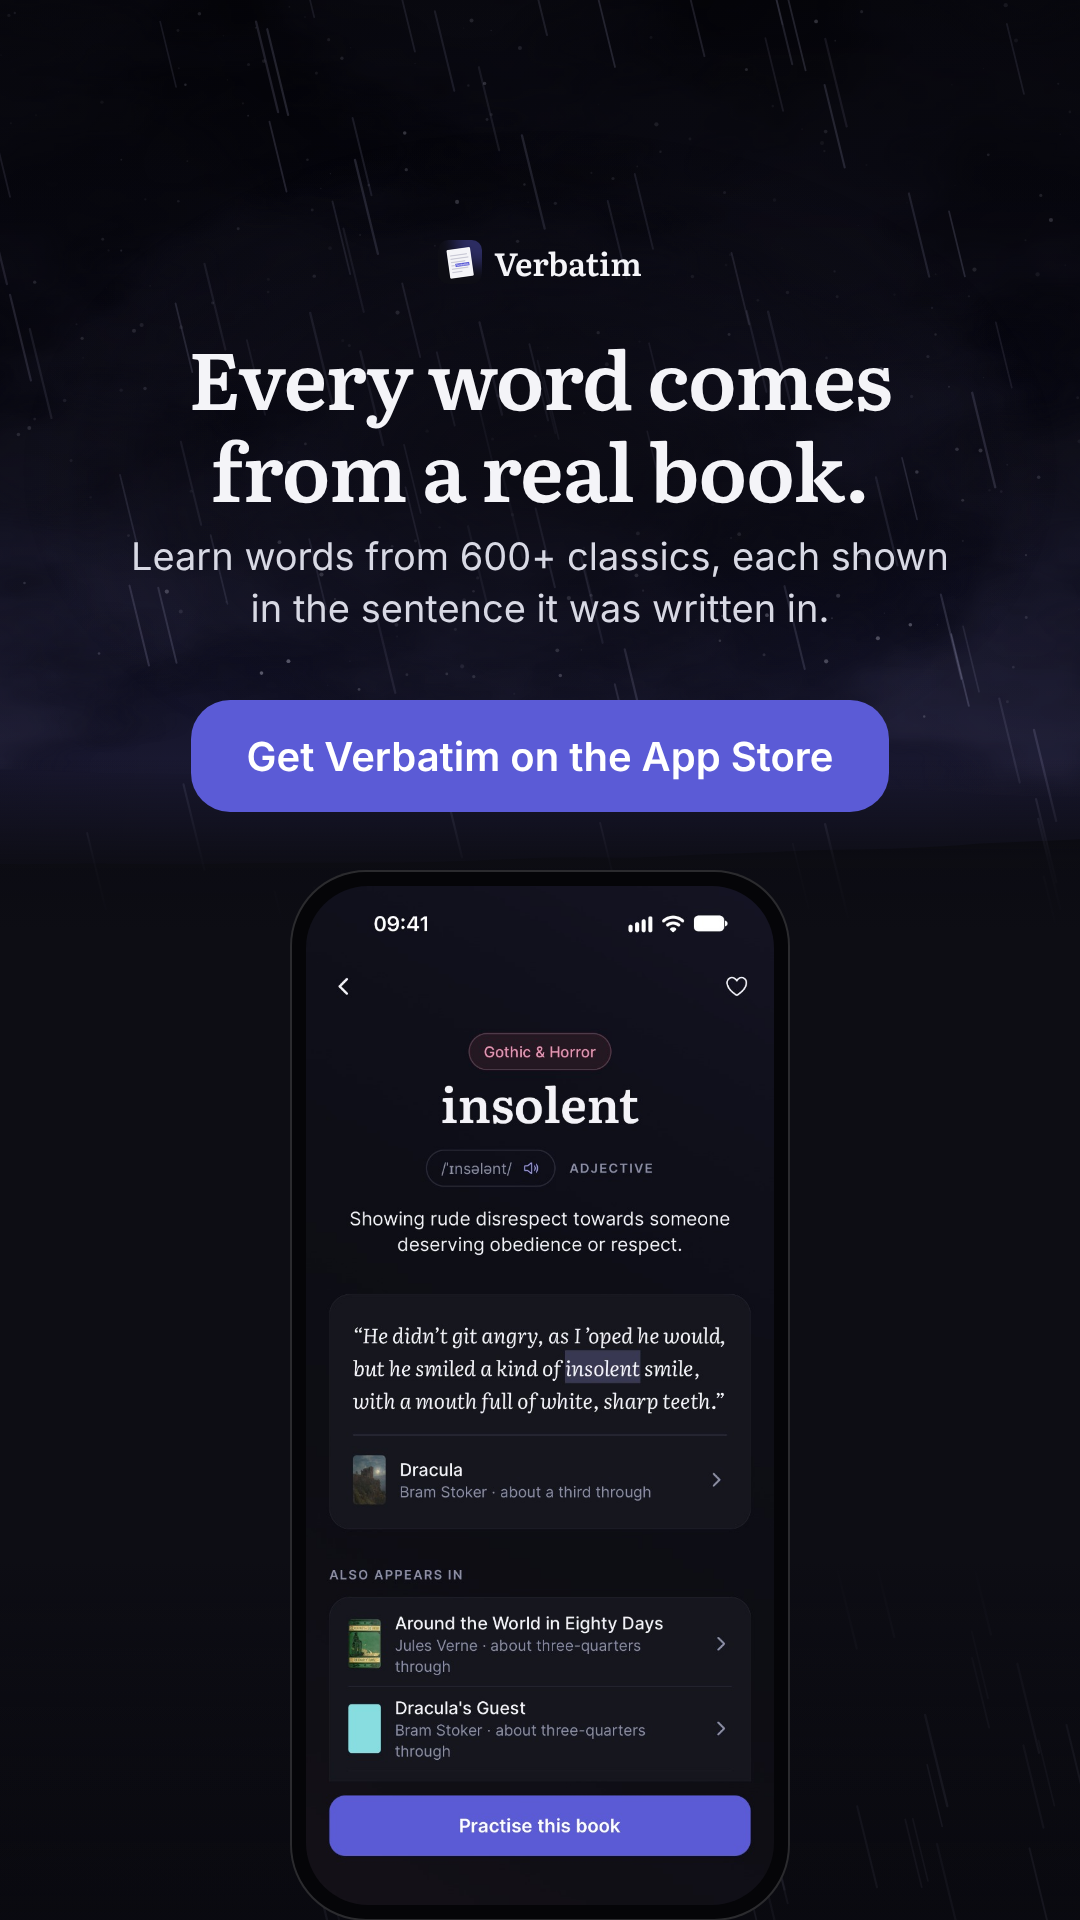 Verbatim
Every word comes
from a real book.
Learn words from 600+ classics, each shown
in the sentence it was written in.
Get Verbatim on the App Store
09:41
Gothic & Horror
insolent
/ˈɪnsələnt/ ADJECTIVE
Showing rude disrespect towards someone
deserving obedience or respect.
“He didn’t git angry, as I ’oped he would,
but he smiled a kind of insolent smile,
with a mouth full of white, sharp teeth.”
Dracula
Bram Stoker · about a third through
ALSO APPEARS IN
Around the World in Eighty Days
Jules Verne · about three-quarters
through
Dracula's Guest
Bram Stoker · about three-quarters
through
Practise this book